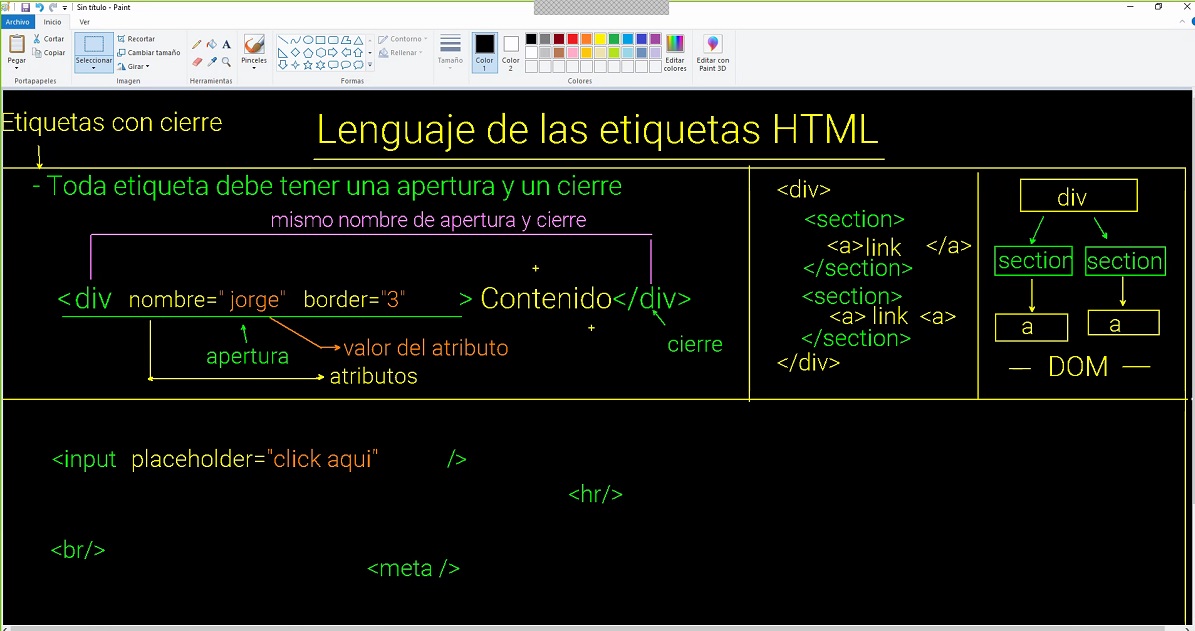 Sin título - Paint
Archivo Inicio Ver
Pegar
Cortar
Copiar
Portapapeles
Seleccionar
Recortar
Cambiar tamaño
Girar
Imagen
A
Herramientas
Pinceles
Formas
Contorno
Rellenar
Tamaño
Color 1
Color 2
Colores
Editar colores
Editar con Paint 3D
Etiquetas con cierre
Lenguaje de las etiquetas HTML
- Toda etiqueta debe tener una apertura y un cierre
mismo nombre de apertura y cierre
+
<div nombre=" jorge" border="3" > Contenido</div>
+
apertura
valor del atributo
cierre
atributos
<div>
<section>
<a>link </a>
</section>
<section>
<a> link <a>
</section>
</div>
div
section section
a a
— DOM —
<input placeholder="click aqui" />
<hr/>
<br/>
<meta />